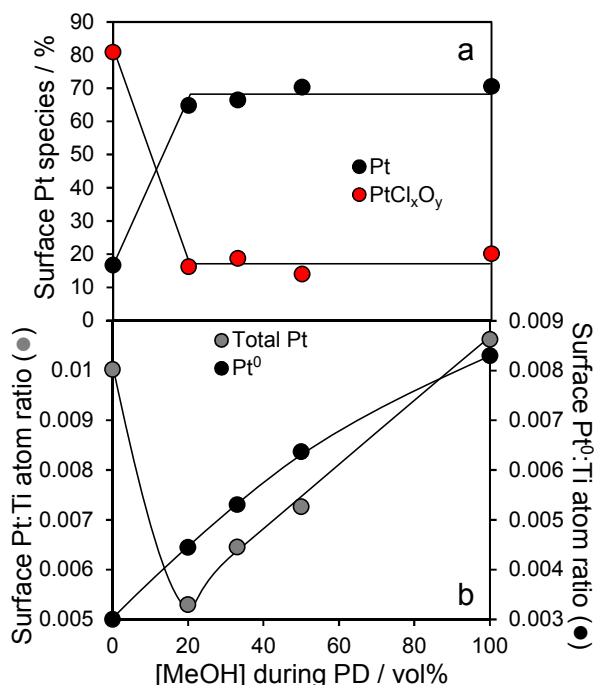 a
Surface Pt species / %
90
80
70
60
50
40
30
20
10
0
Pt
PtClₓOᵧ
b
Surface Pt:Ti atom ratio (●)
0.01
0.009
0.008
0.007
0.006
0.005
Total Pt
Pt⁰
0.009
0.008
0.007
0.006
0.005
0.004
0.003
Surface Pt⁰:Ti atom ratio (●)
0 20 40 60 80 100
[MeOH] during PD / vol%